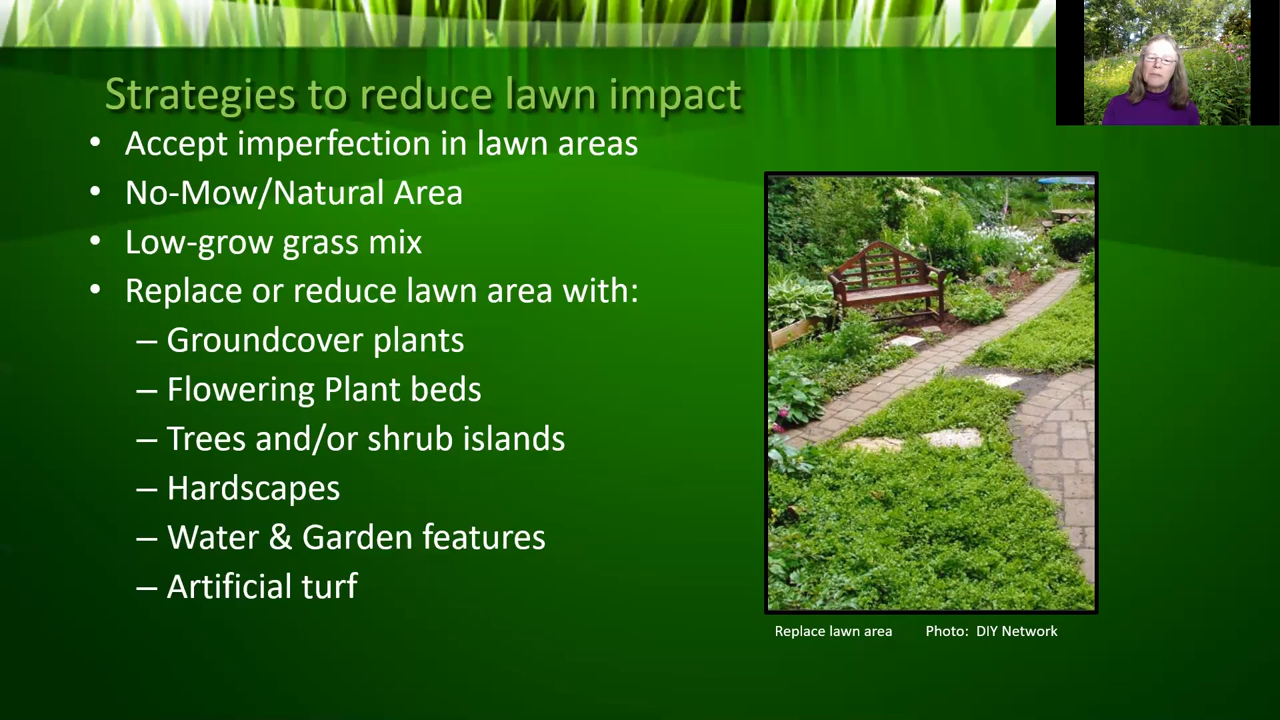 Strategies to reduce lawn impact
• Accept imperfection in lawn areas
• No-Mow/Natural Area
• Low-grow grass mix
• Replace or reduce lawn area with:
– Groundcover plants
– Flowering Plant beds
– Trees and/or shrub islands
– Hardscapes
– Water & Garden features
– Artificial turf
Replace lawn area Photo: DIY Network